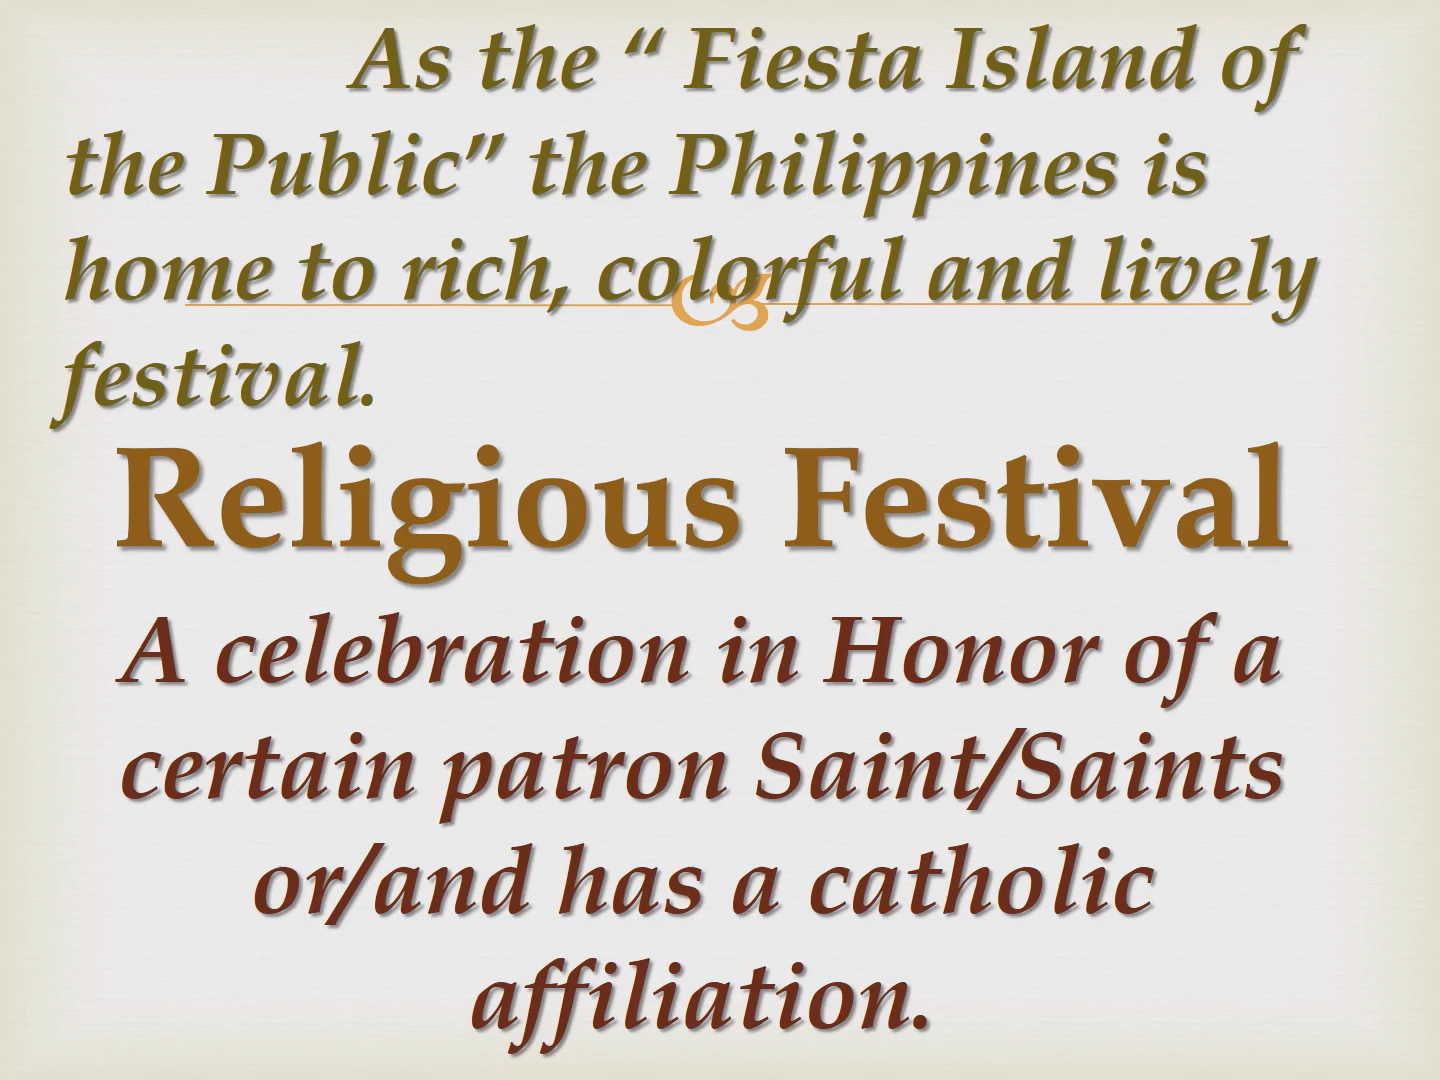 As the “ Fiesta Island of
the Public” the Philippines is
home to rich, colorful and lively
festival.
Religious Festival
A celebration in Honor of a
certain patron Saint/Saints
or/and has a catholic
affiliation.